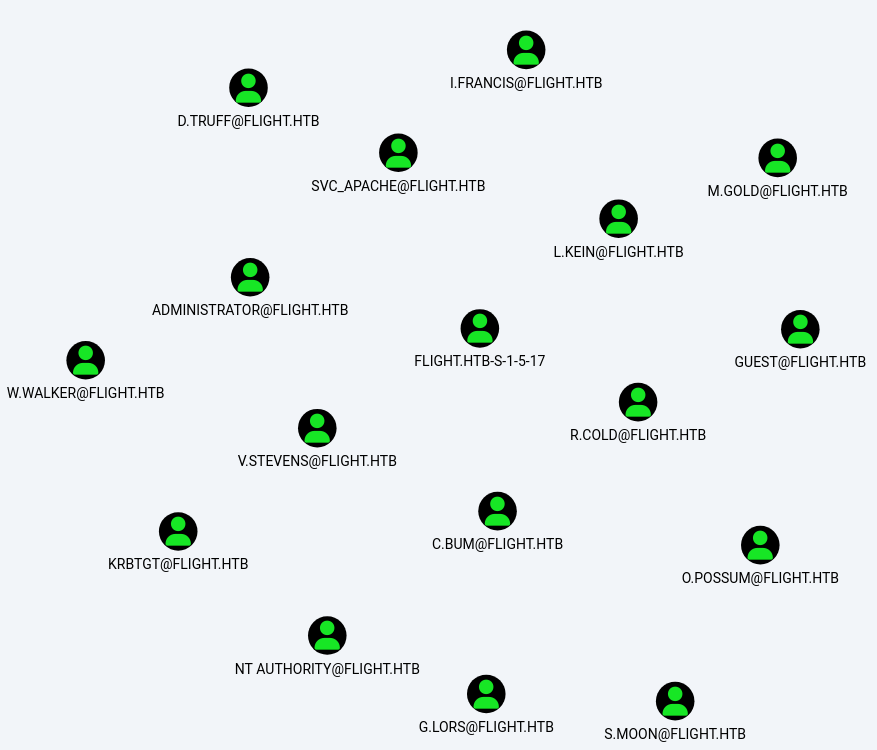 I.FRANCIS@FLIGHT.HTB
D.TRUFF@FLIGHT.HTB
SVC_APACHE@FLIGHT.HTB
M.GOLD@FLIGHT.HTB
L.KEIN@FLIGHT.HTB
ADMINISTRATOR@FLIGHT.HTB
FLIGHT.HTB-S-1-5-17
GUEST@FLIGHT.HTB
W.WALKER@FLIGHT.HTB
R.COLD@FLIGHT.HTB
V.STEVENS@FLIGHT.HTB
C.BUM@FLIGHT.HTB
KRBTGT@FLIGHT.HTB
O.POSSUM@FLIGHT.HTB
NT AUTHORITY@FLIGHT.HTB
G.LORS@FLIGHT.HTB
S.MOON@FLIGHT.HTB